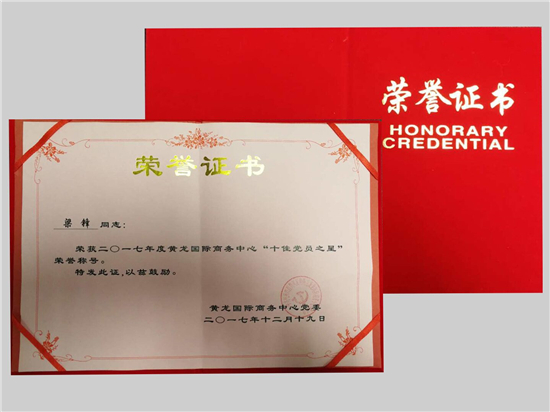 荣誉证书
HONORARY
CREDENTIAL
荣誉证书
梁锋 同志：
荣获二〇一七年度黄龙国际商务中心“十佳党员之星”
荣誉称号。
特发此证，以兹鼓励。
黄龙国际商务中心党委
二〇一七年十二月十九日